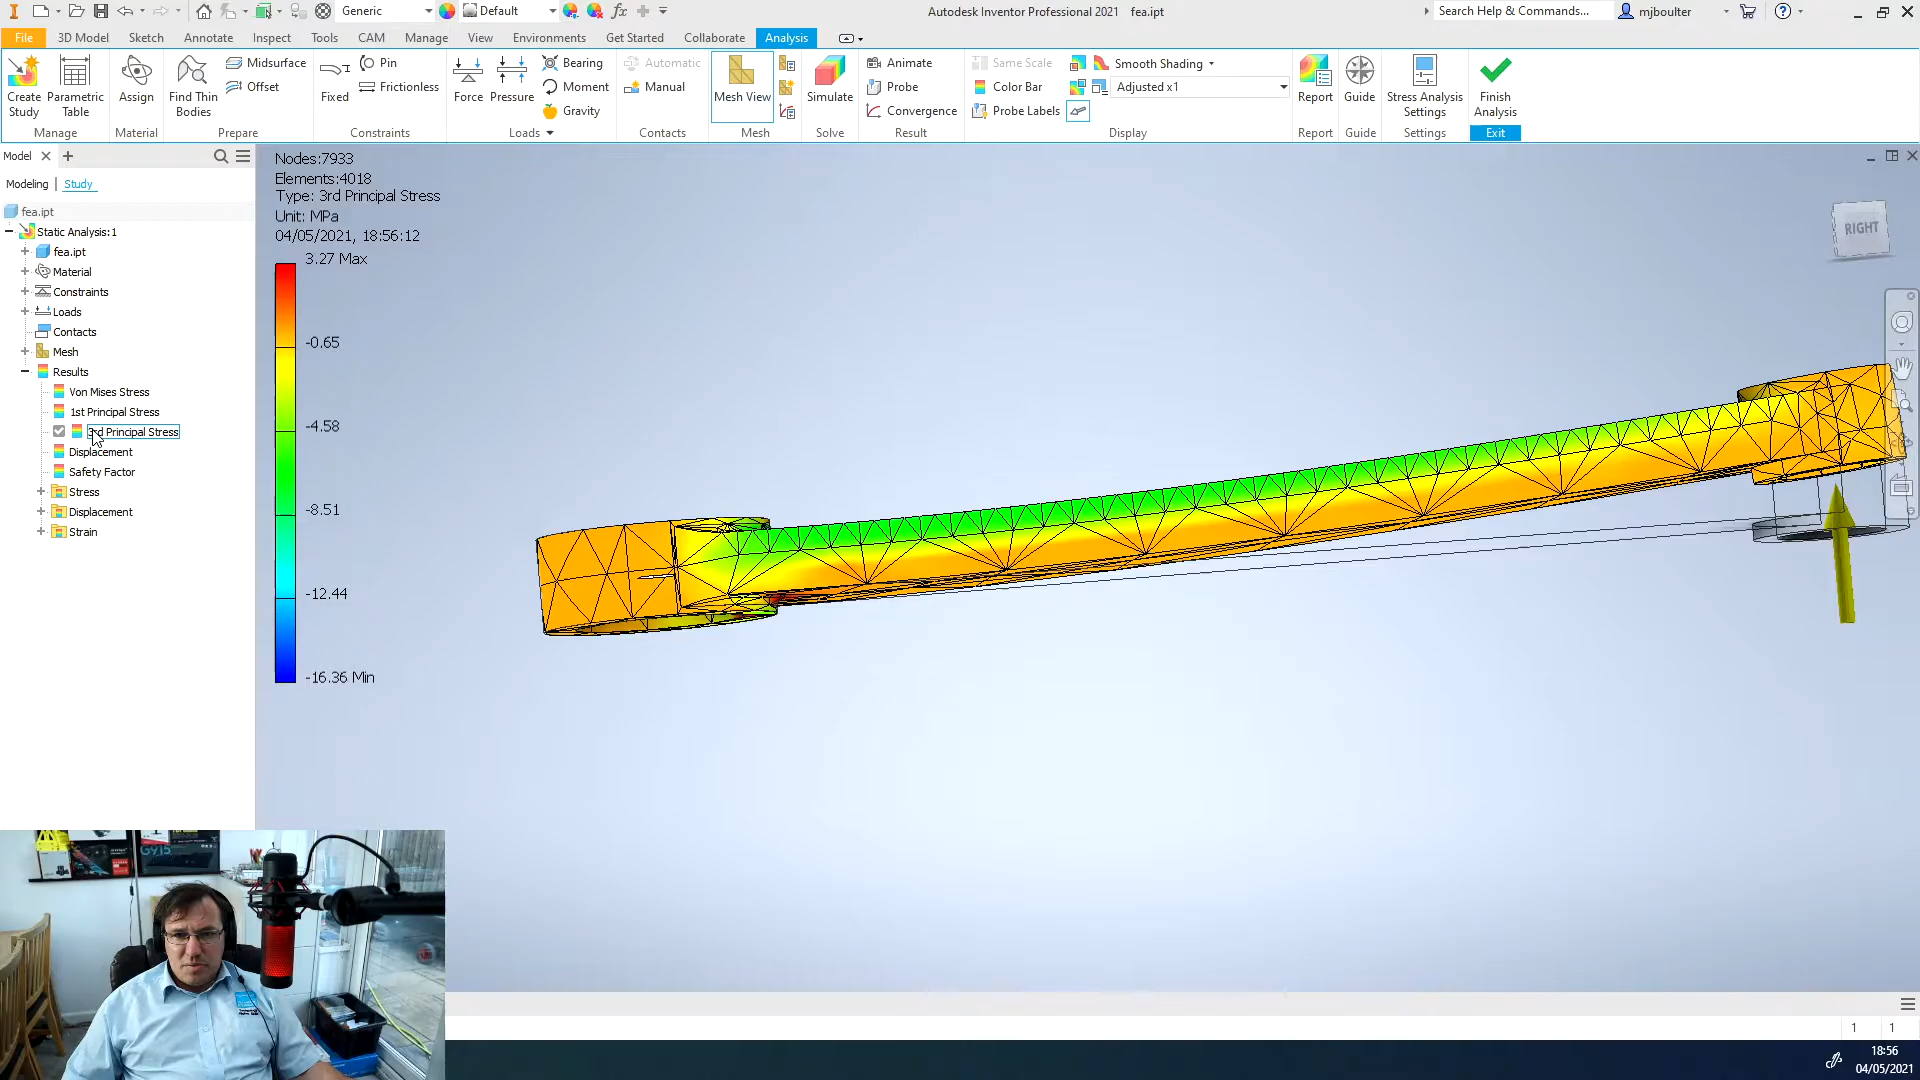 Generic
Default
fx
Autodesk Inventor Professional 2021 fea.ipt
Search Help & Commands...
mjboulter
File 3D Model Sketch Annotate Inspect Tools CAM Manage View Environments Get Started Collaborate Analysis
Create Study
Parametric Table
Manage
Assign
Material
Find Thin Bodies
Midsurface
Offset
Prepare
Fixed
Pin
Frictionless
Constraints
Force
Pressure
Bearing
Moment
Gravity
Loads
Automatic
Manual
Contacts
Mesh View
Mesh
Simulate
Solve
Animate
Probe
Convergence
Result
Same Scale
Color Bar
Probe Labels
Smooth Shading
Adjusted x1
Display
Report
Report
Guide
Guide
Stress Analysis Settings
Settings
Finish Analysis
Exit
Model
Modeling | Study
fea.ipt
Static Analysis:1
fea.ipt
Material
Constraints
Loads
Contacts
Mesh
Results
Von Mises Stress
1st Principal Stress
3rd Principal Stress
Displacement
Safety Factor
Stress
Displacement
Strain
Nodes:7933
Elements:4018
Type: 3rd Principal Stress
Unit: MPa
04/05/2021, 18:56:12
3.27 Max
-0.65
-4.58
-8.51
-12.44
-16.36 Min
RIGHT
G915
1 1
18:56
04/05/2021